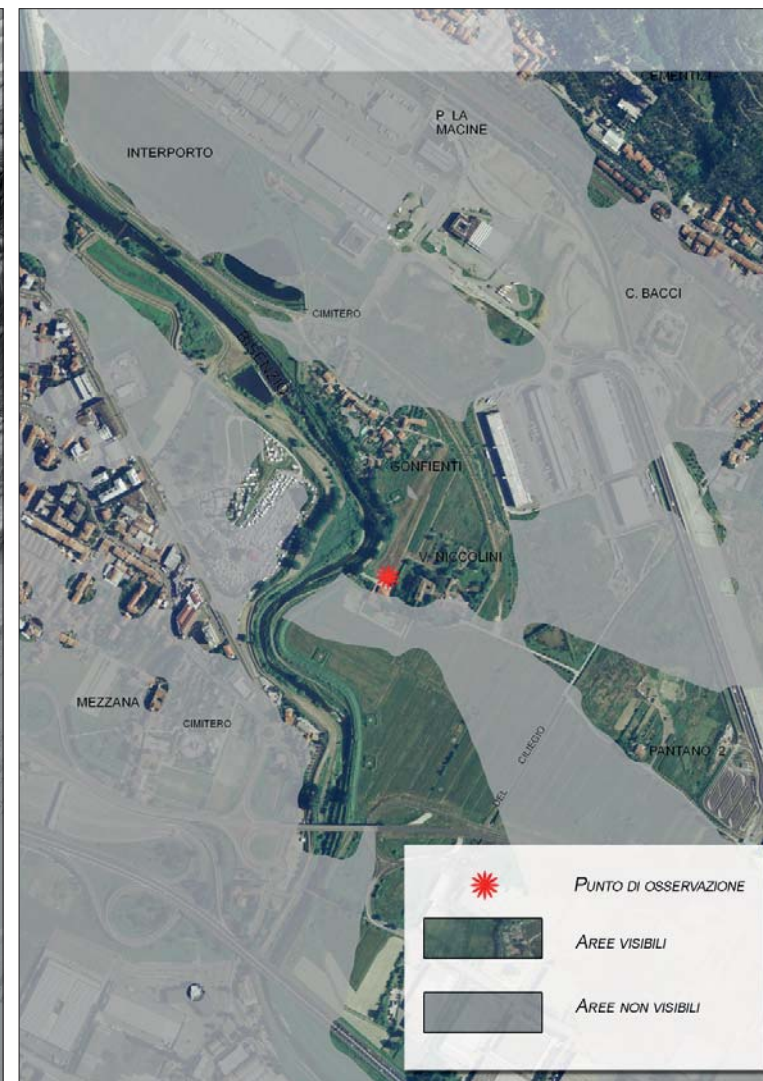 CEMENTIZI
P. LA
MACINE
INTERPORTO
C. BACCI
CIMITERO
BISENZIO
GONFIENTI
V. NICCOLINI
MEZZANA
CIMITERO
CILIEGIO
DEL
PANTANO 2
PUNTO DI OSSERVAZIONE
AREE VISIBILI
AREE NON VISIBILI